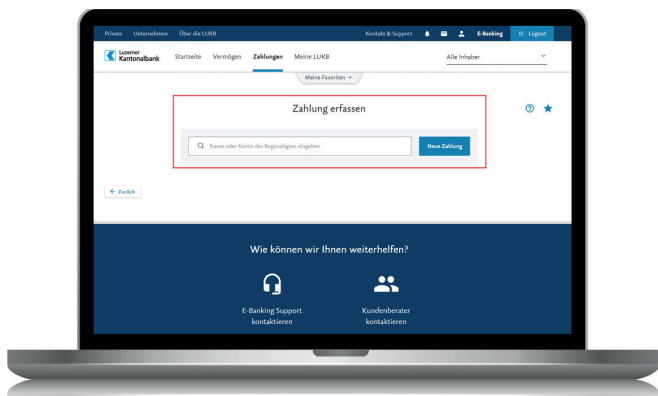 Private Unternehmen Über die LUKB Kontakt & Support E-Banking Logout
Luzerner
Kantonalbank
Startseite Vermögen Zahlungen Meine LUKB Alle Inhaber
Meine Favoriten
Zahlung erfassen
Name oder Konto des Begünstigten eingeben Neue Zahlung
← Zurück
Wie können wir Ihnen weiterhelfen?
E-Banking Support Kundenberater
kontaktieren kontaktieren